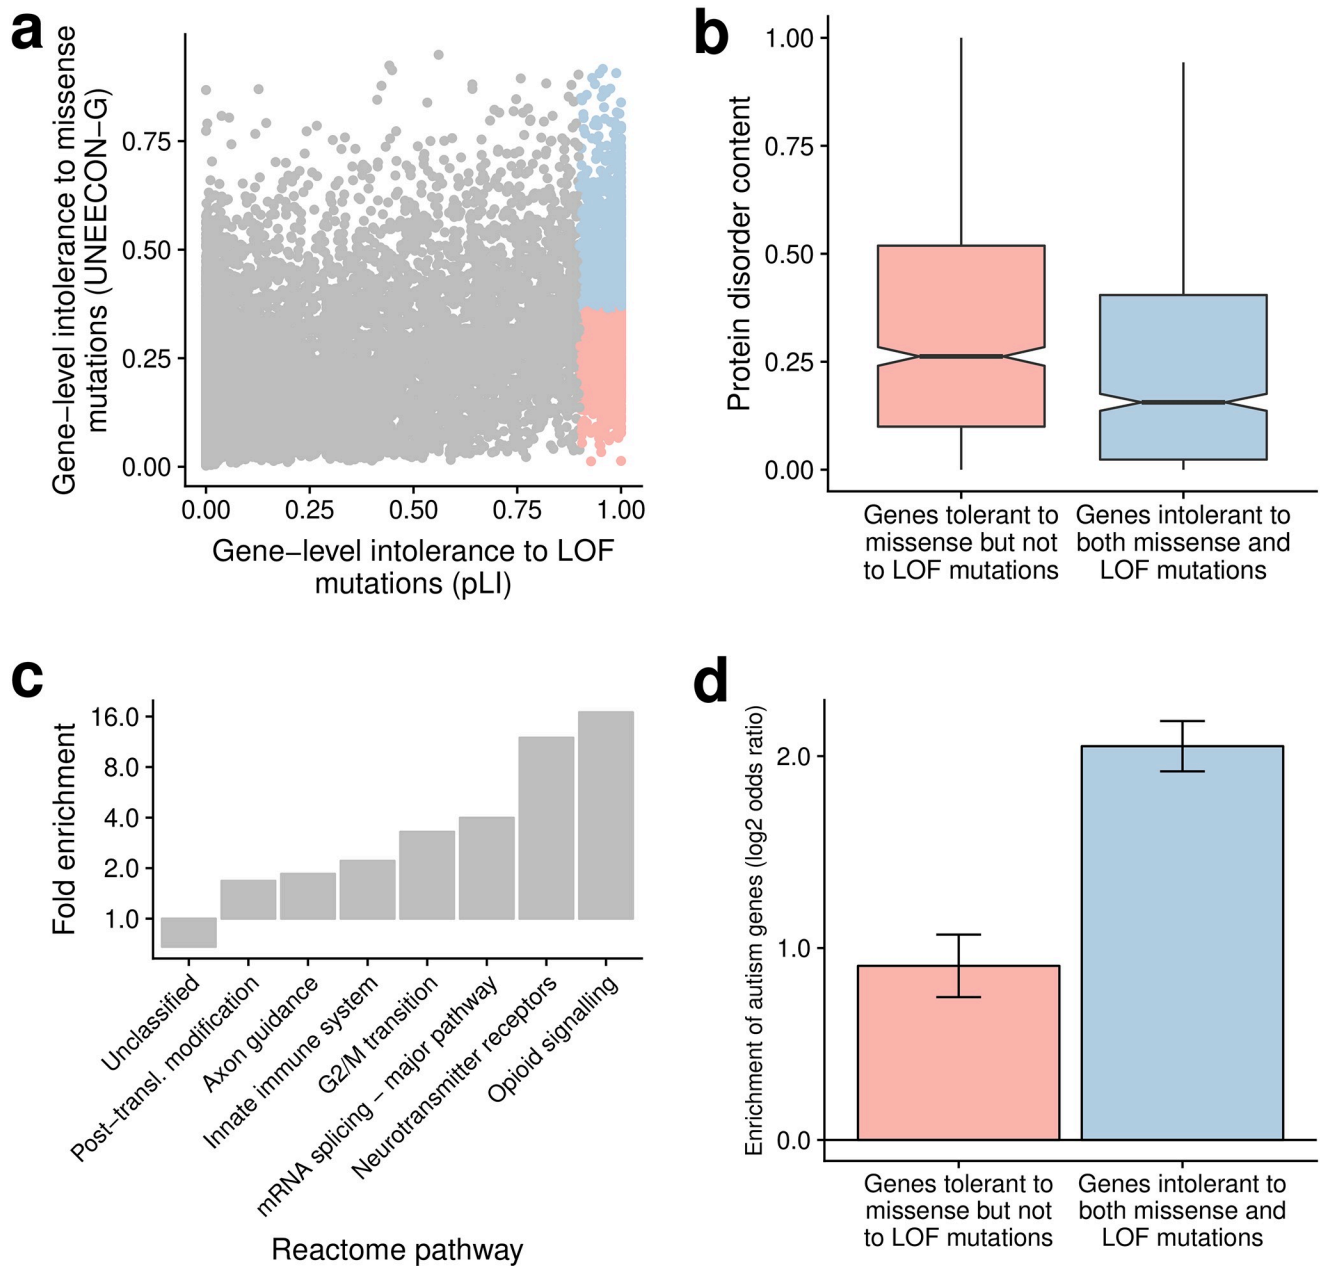 a
Gene−level intolerance to missense
mutations (UNEECON−G)
0.75
0.50
0.25
0.00
0.00 0.25 0.50 0.75 1.00
Gene−level intolerance to LOF
mutations (pLI)
b
Protein disorder content
1.00
0.75
0.50
0.25
0.00
Genes tolerant to
missense but not
to LOF mutations
Genes intolerant to
both missense and
LOF mutations
c
Fold enrichment
16.0
8.0
4.0
2.0
1.0
Unclassified
Post−transl. modification
Axon guidance
Innate immune system
G2/M transition
mRNA splicing − major pathway
Neurotransmitter receptors
Opioid signalling
Reactome pathway
d
Enrichment of autism genes (log2 odds ratio)
2.0
1.0
0.0
Genes tolerant to
missense but not
to LOF mutations
Genes intolerant to
both missense and
LOF mutations